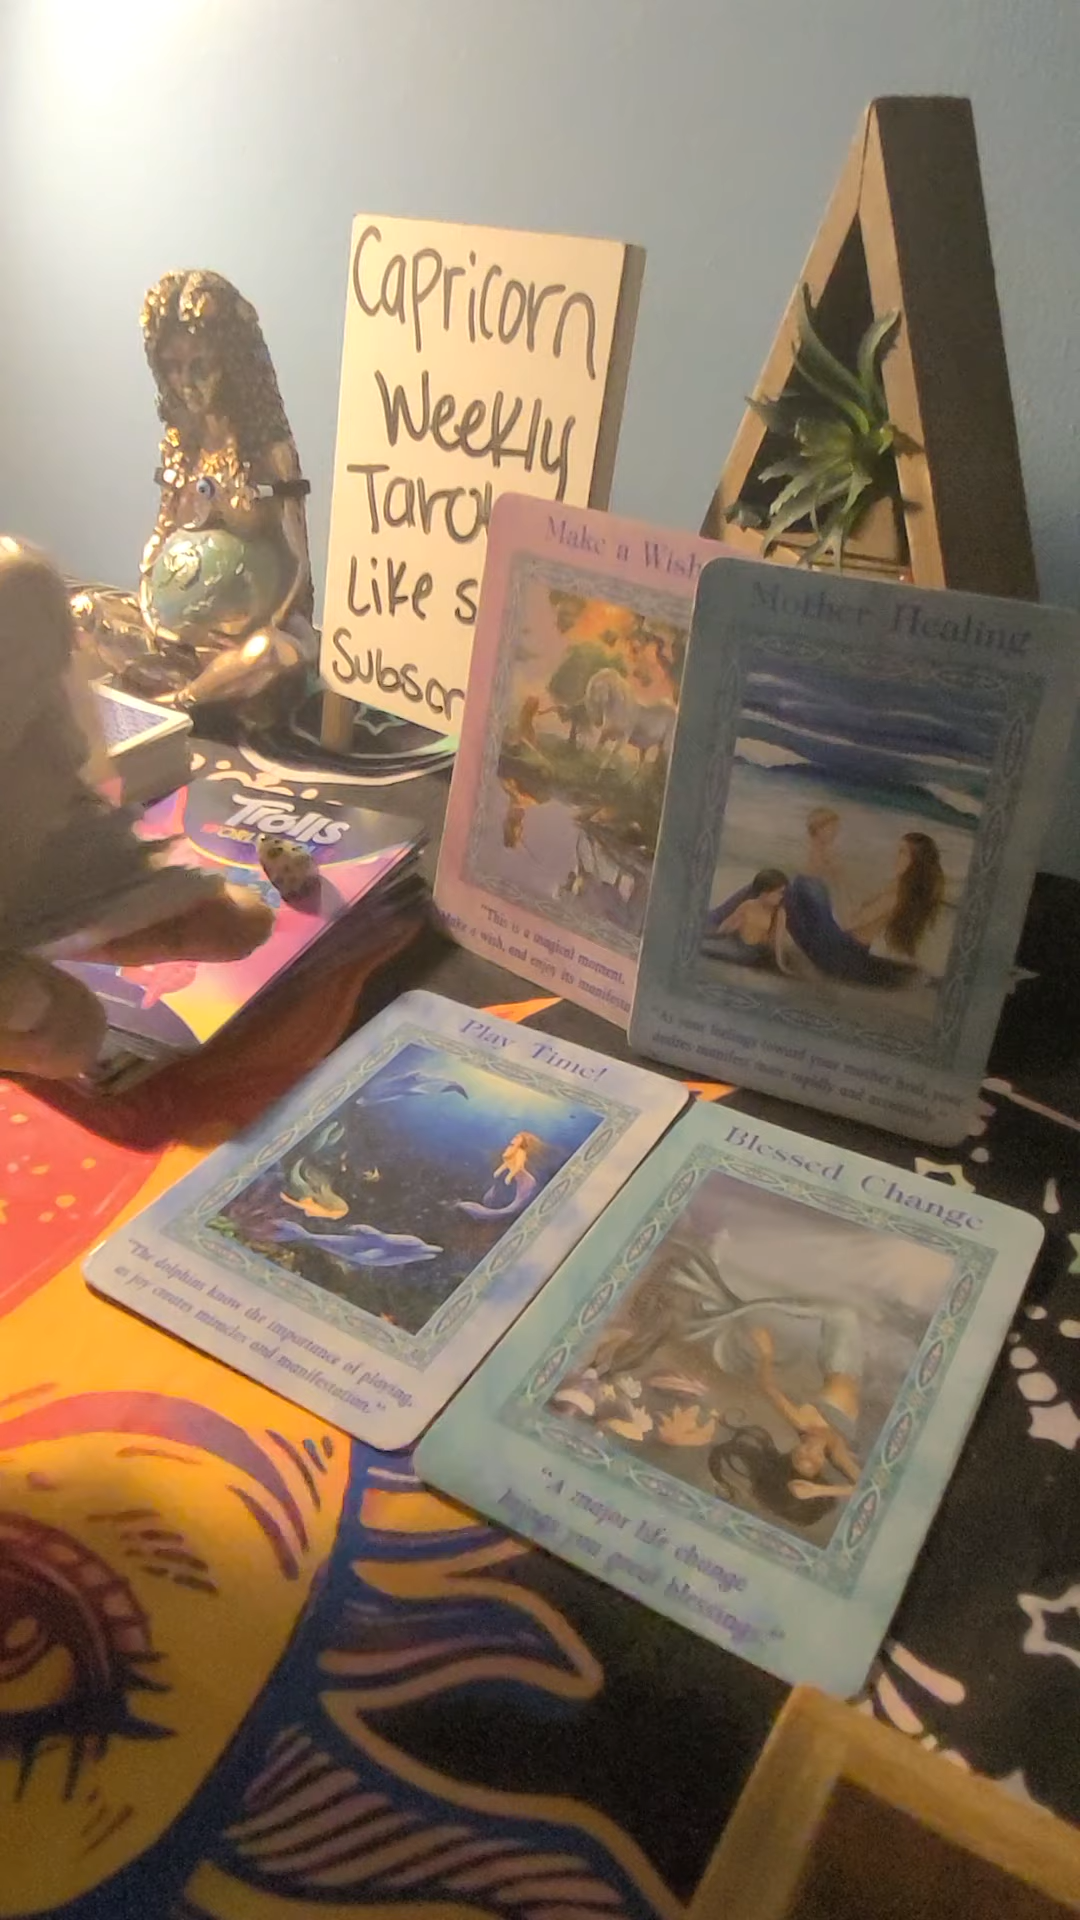 Capricorn
Weekly
Taro
Like s
Subscr
Trolls
WORL
Make a Wish
"This is a magical moment.
Make a wish, and enjoy its manifesta
Mother Healing
"As your feelings toward your mother heal, your
desires manifest more rapidly and accurately."
Play Time!
"The dolphins know the importance of playing,
as joy creates miracles and manifestation."
Blessed Change
"A major life change
brings you great blessings."